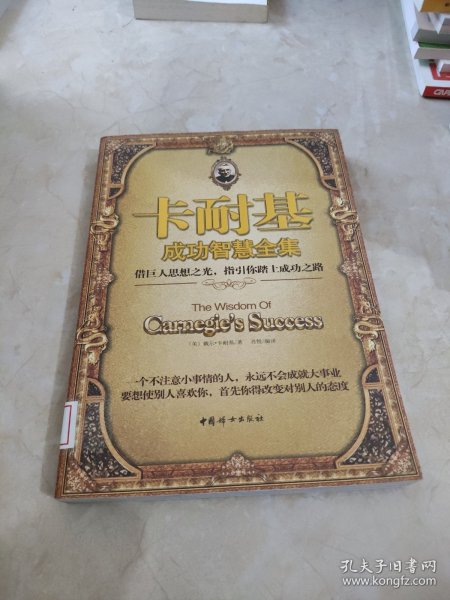 卡耐基
成功智慧全集
借巨人思想之光，指引你踏上成功之路
The Wisdom Of
Carnegie's Success
（美）戴尔·卡耐基/著
编译
一个不注意小事情的人，永远不会成就大事业
要想使别人喜欢你，首先你得改变对别人的态度
中国妇女出版社
孔夫子旧书网
www.kongfz.com